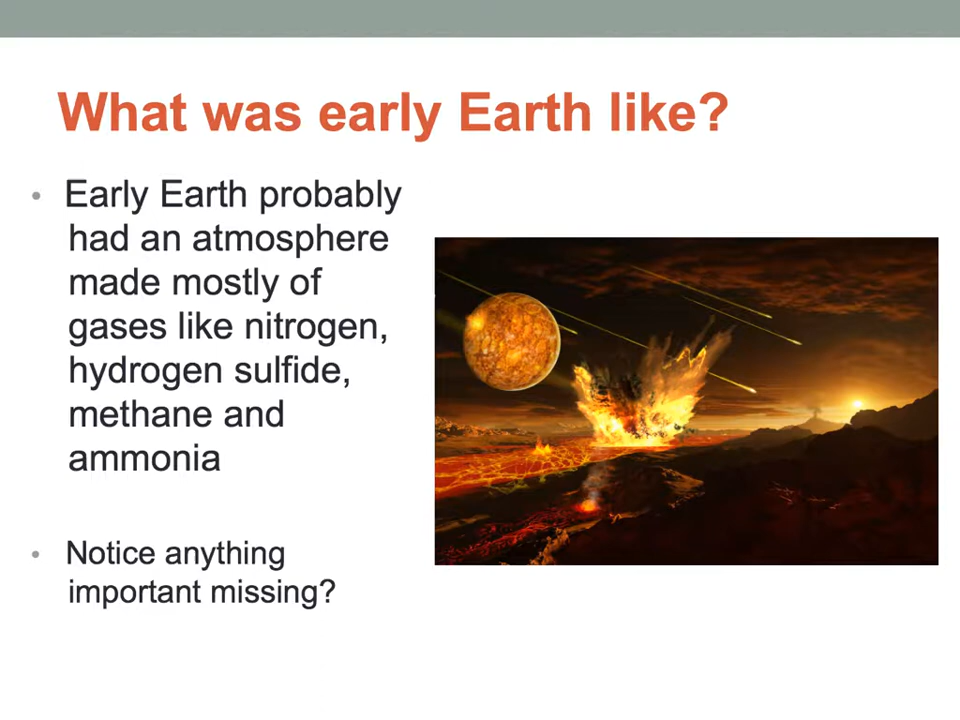 What was early Earth like?
• Early Earth probably
had an atmosphere
made mostly of
gases like nitrogen,
hydrogen sulfide,
methane and
ammonia
• Notice anything
important missing?